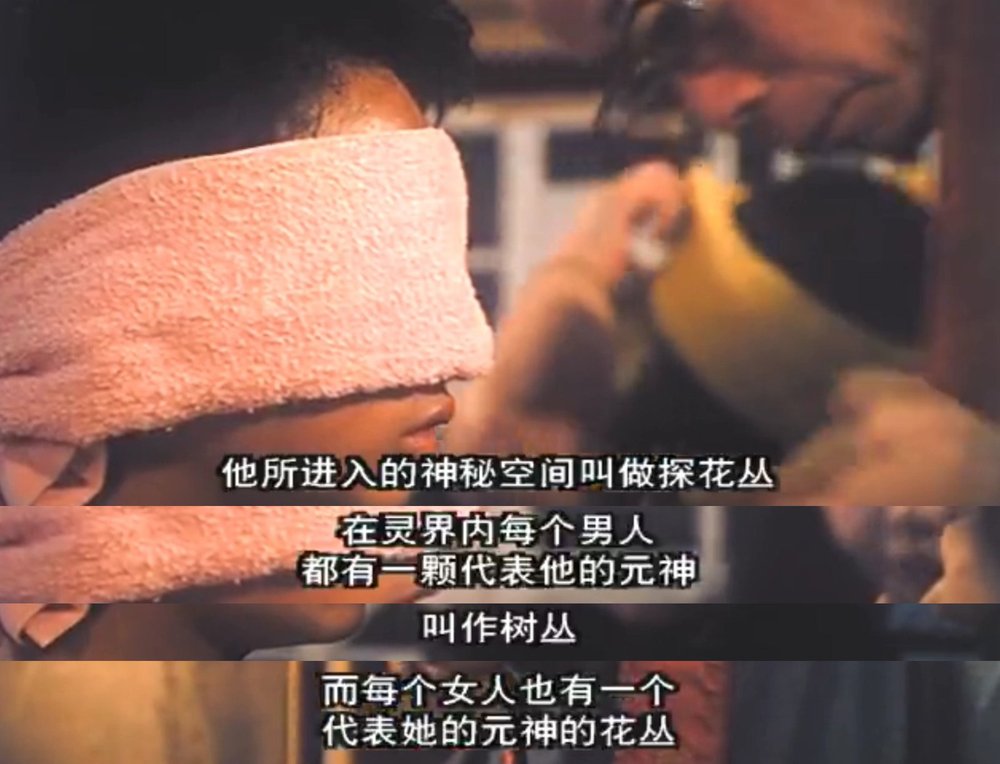 他所进入的神秘空间叫做探花丛
在灵界内每个男人
都有一颗代表他的元神
叫作树丛
而每个女人也有一个
代表她的元神的花丛